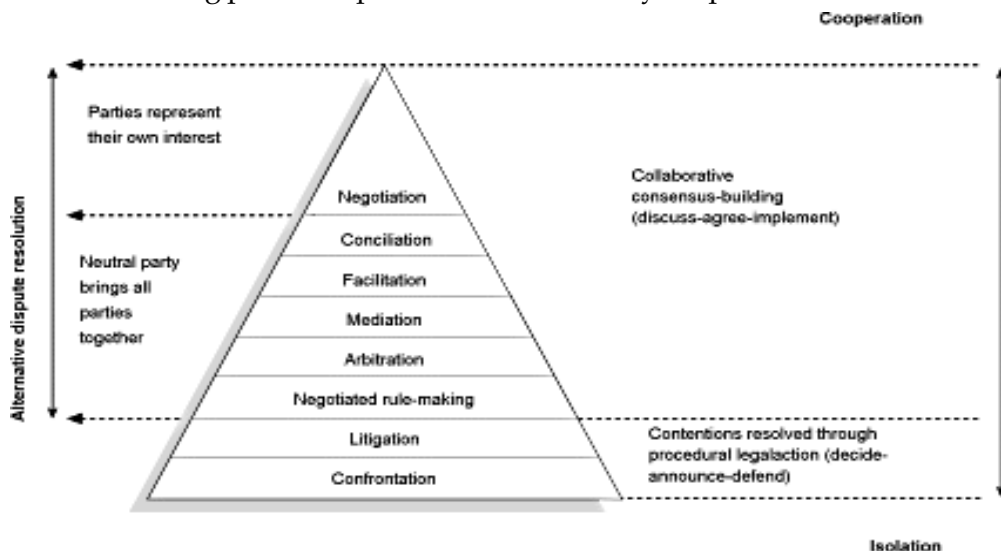 Cooperation
Parties represent
their own interest
Collaborative
consensus-building
(discuss-agree-implement)
Negotiation
Conciliation
Neutral party
brings all
parties
together
Facilitation
Mediation
Arbitration
Negotiated rule-making
Alternative dispute resolution
Litigation
Confrontation
Contentions resolved through
procedural legalaction (decide-
announce-defend)
Isolation